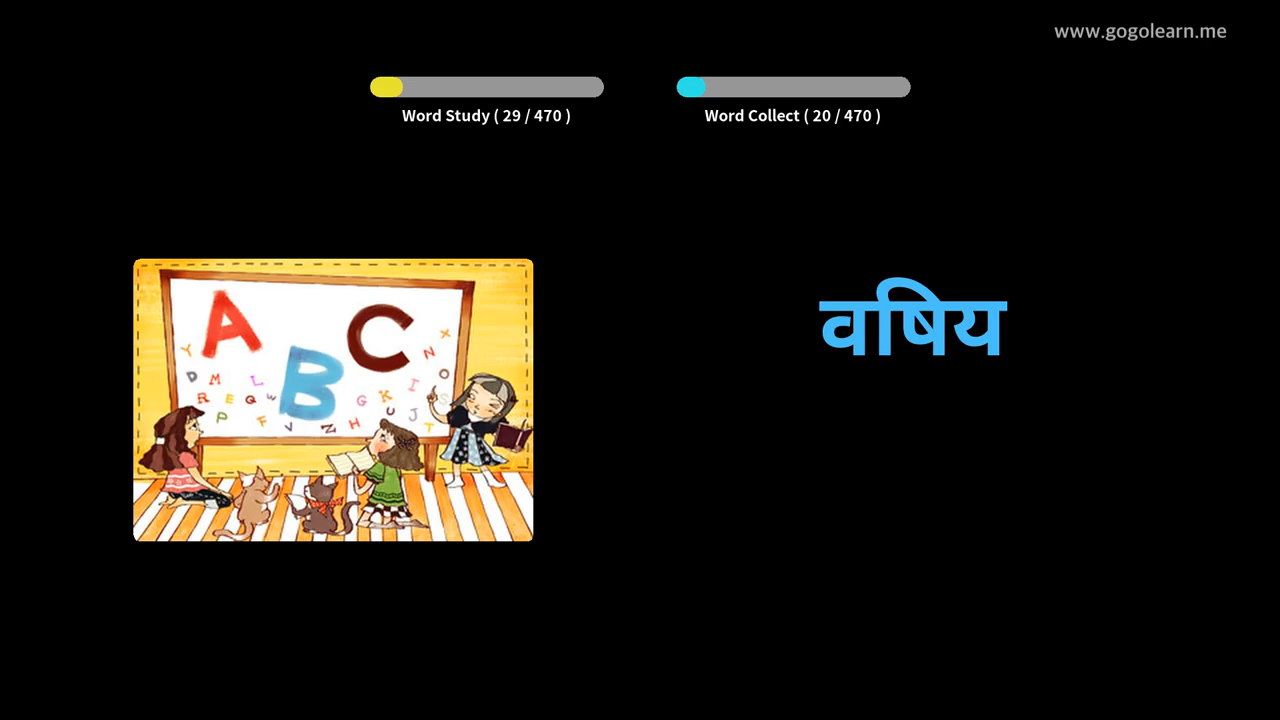 www.gogolearn.me
Word Study ( 29 / 470 )
Word Collect ( 20 / 470 )
A B C
Y N X
D M L I O
R E Q W G K S
P F V Z H U J T
वषिय